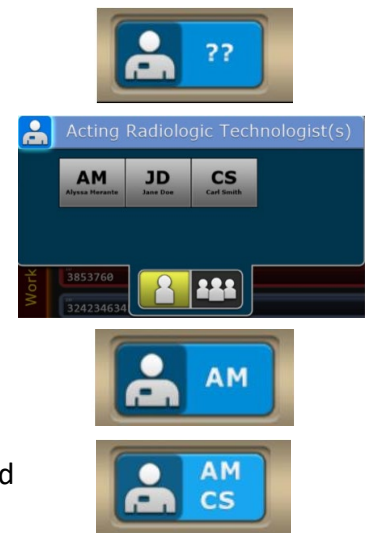 ??
Acting Radiologic Technologist(s)
AM JD CS
Alyssa Merante Jane Doe Carl Smith
Work
3853760
324234634
AM
d
AM
CS